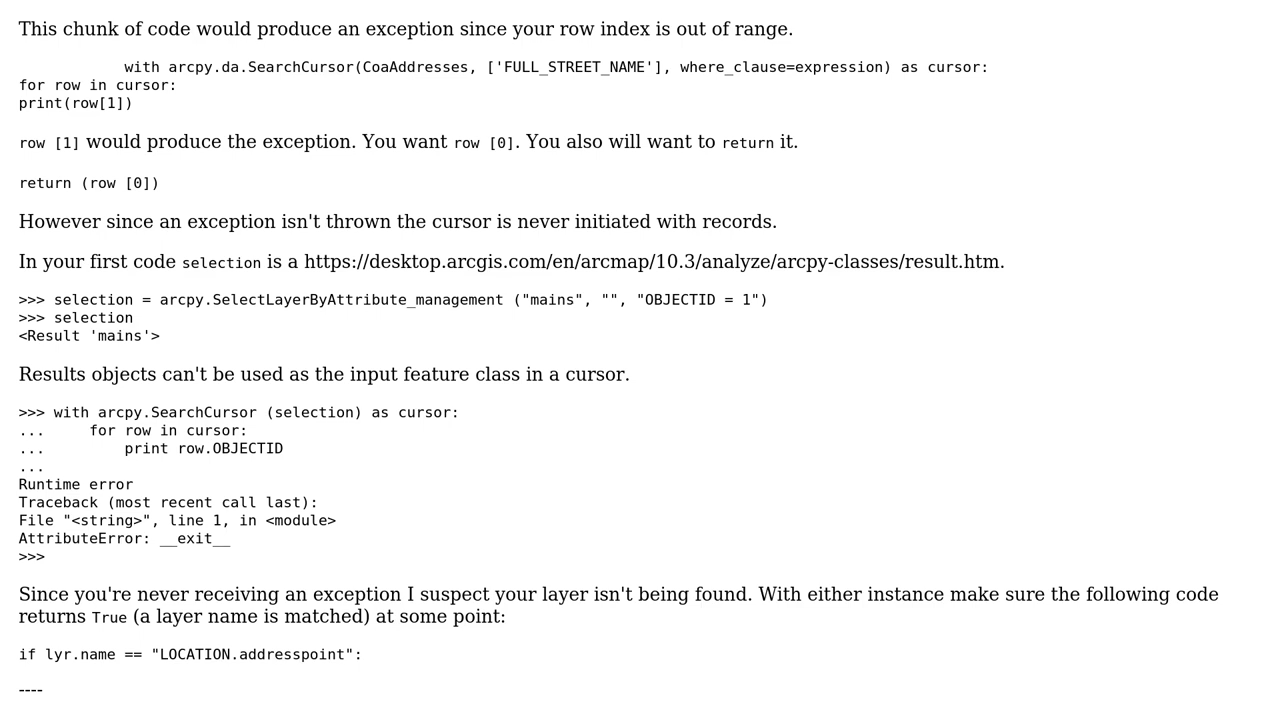 This chunk of code would produce an exception since your row index is out of range.
            with arcpy.da.SearchCursor(CoaAddresses, ['FULL_STREET_NAME'], where_clause=expression) as cursor:
for row in cursor:
print(row[1])
row [1] would produce the exception. You want row [0]. You also will want to return it.
return (row [0])
However since an exception isn't thrown the cursor is never initiated with records.
In your first code selection is a https://desktop.arcgis.com/en/arcmap/10.3/analyze/arcpy-classes/result.htm.
>>> selection = arcpy.SelectLayerByAttribute_management ("mains", "", "OBJECTID = 1")
>>> selection
<Result 'mains'>
Results objects can't be used as the input feature class in a cursor.
>>> with arcpy.SearchCursor (selection) as cursor:
...     for row in cursor:
...         print row.OBJECTID
...
Runtime error
Traceback (most recent call last):
File "<string>", line 1, in <module>
AttributeError: __exit__
>>>
Since you're never receiving an exception I suspect your layer isn't being found. With either instance make sure the following code
returns True (a layer name is matched) at some point:
if lyr.name == "LOCATION.addresspoint":
----